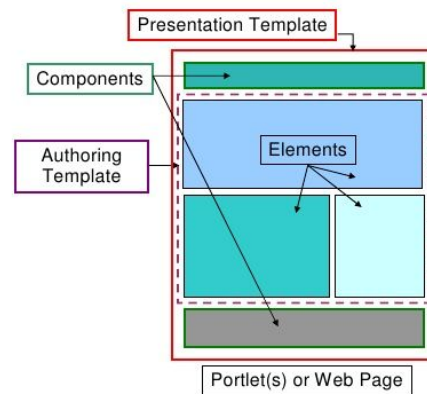 Presentation Template
Components
Authoring
Template
Elements
Portlet(s) or Web Page